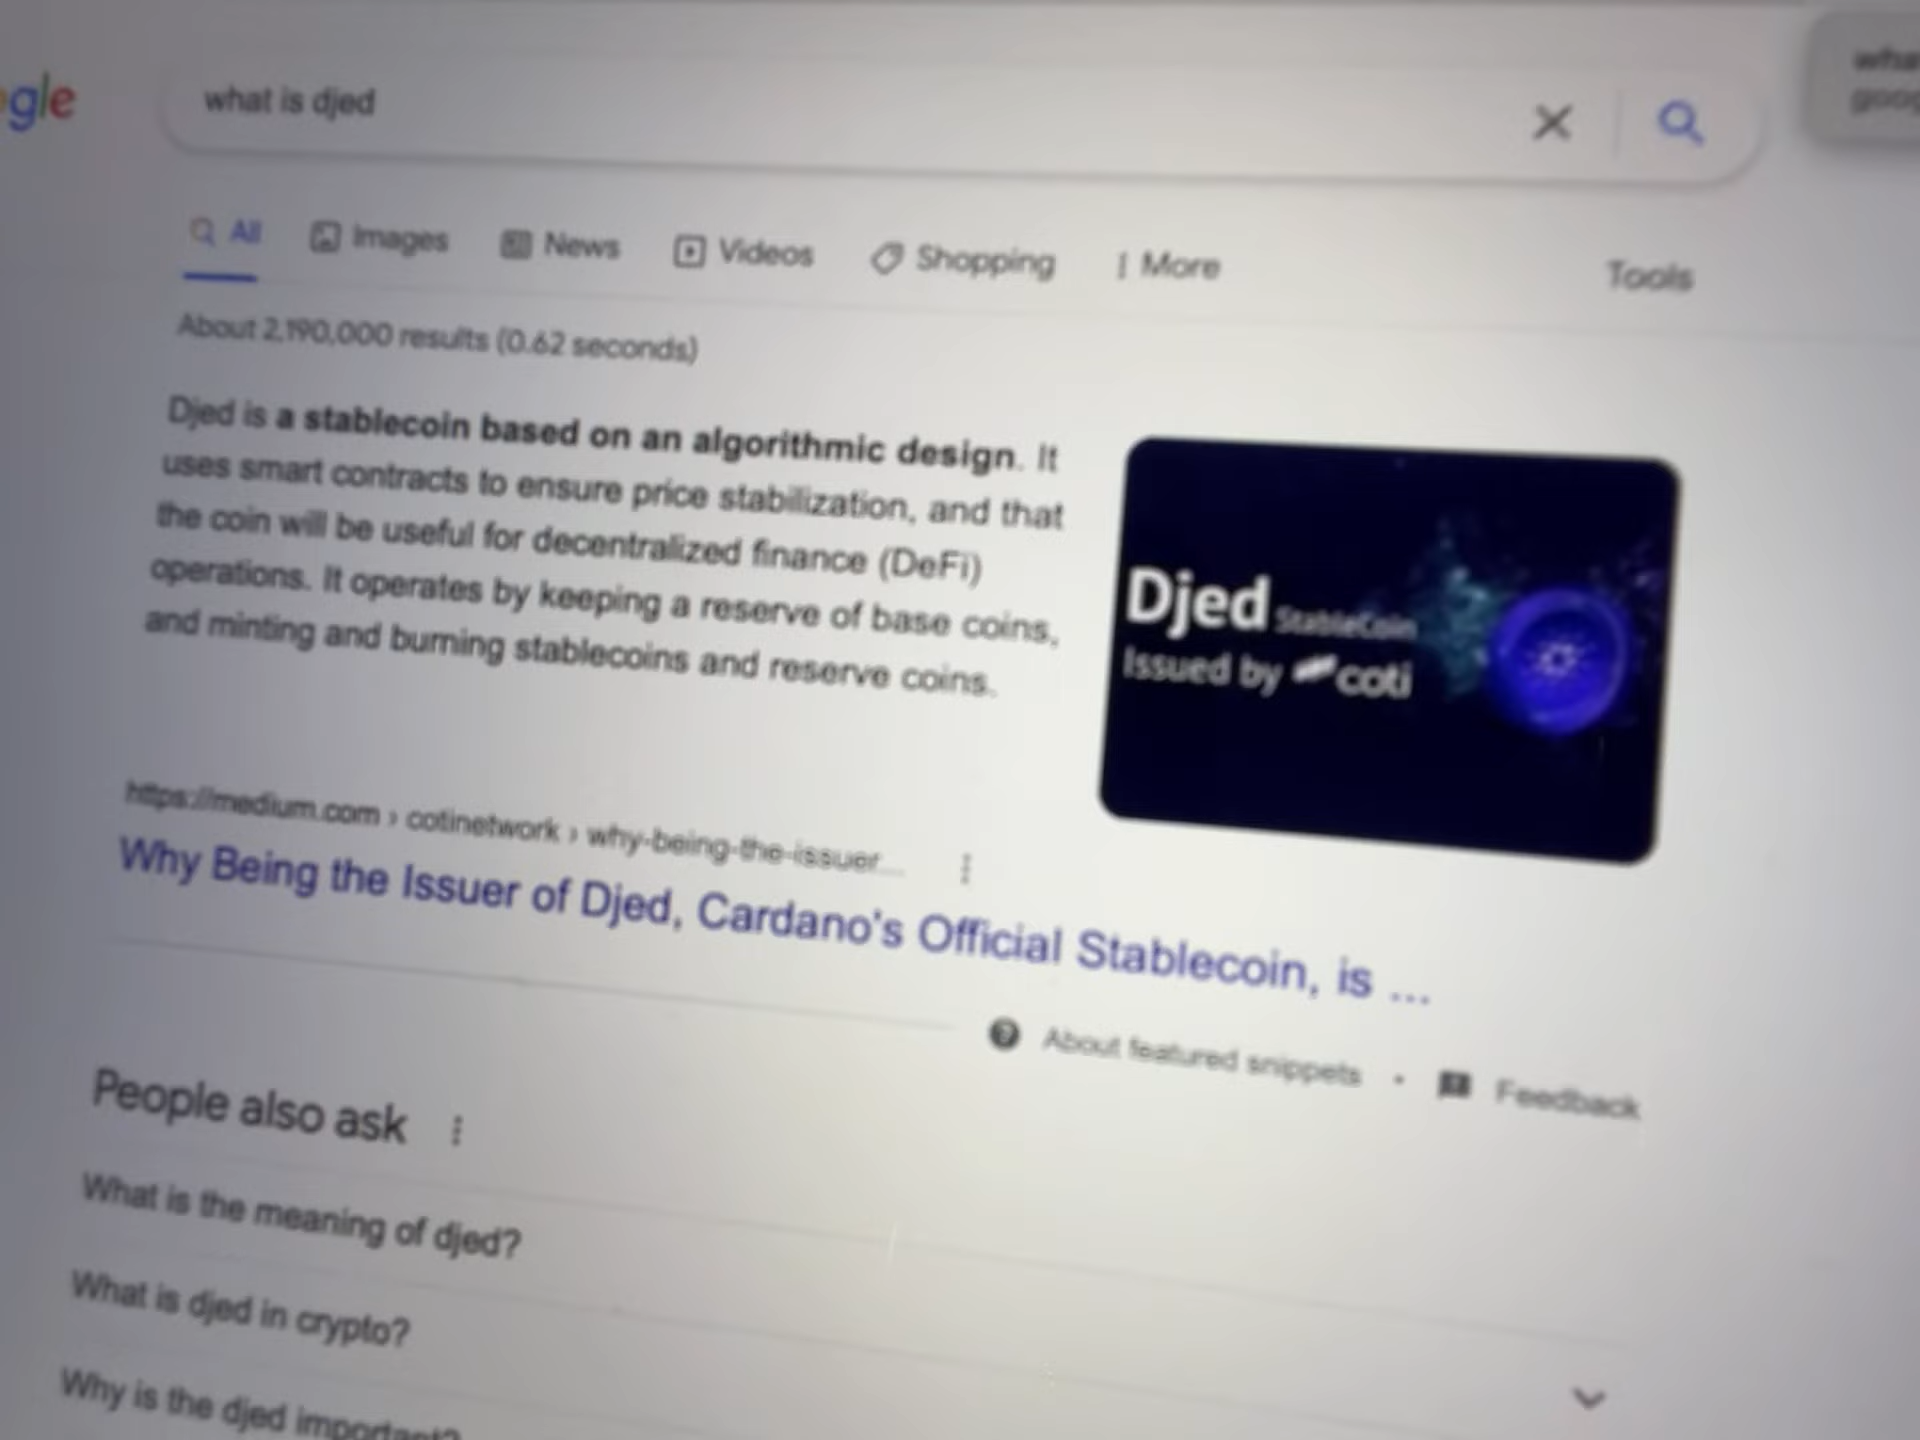 gle
what is djed
All Images News Videos Shopping More Tools
About 2,190,000 results (0.62 seconds)
Djed is a stablecoin based on an algorithmic design. It
uses smart contracts to ensure price stabilization, and that
the coin will be useful for decentralized finance (DeFi)
operations. It operates by keeping a reserve of base coins,
and minting and burning stablecoins and reserve coins.
Djed StableCoin
Issued by coti
https://medium.com › cotinetwork › why-being-the-issuer...
Why Being the Issuer of Djed, Cardano's Official Stablecoin, is ...
About featured snippets • Feedback
People also ask
What is the meaning of djed?
What is djed in crypto?
Why is the djed important?